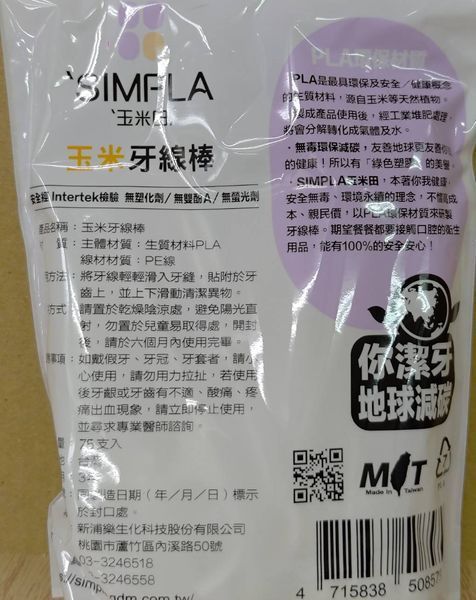 SIMPLA
玉米田
玉米牙線棒
Intertek檢驗 無塑化劑/無雙酚A/無螢光劑
產品名稱：玉米牙線棒
材　質：主體材質：生質材料PLA
線材材質：PE線
方法：將牙線輕輕滑入牙縫，貼附於牙
齒上，並上下滑動清潔異物。
方式：請置於乾燥陰涼處，避免陽光直
射，勿置於兒童易取得處，開封
後，請於六個月內使用完畢。
事項：如戴假牙、牙冠、牙套者，請小
心使用，請勿用力拉扯，若使用
後牙齦或牙齒有不適、酸痛、疼
痛出血現象，請立即停止使用，
並尋求專業醫師諮詢。
量：75支入
3年
製造日期（年／月／日）標示
於封口處。
新浦樂生化科技股份有限公司
桃園市蘆竹區內溪路50號
03-3246518
03-3246558
PLA環保材質
PLA是最具環保及安全／健康概念
的生質材料，源自玉米等天然植物。
製成產品使用後，經工業堆肥處理，
將會分解轉化成氣體及水。
・無毒環保減碳，友善地球更友善你
的健康！所以有「綠色塑膠」的美譽。
・SIMPLA玉米田，本著你我健康、
安全無毒、環境永續的理念，不惜高成
本、親民價，以PLA環保材質來研製
牙線棒。期望餐餐都要接觸口腔的衛生
用品，能有100%的安全安心！
你潔牙
地球減碳
MIT
Made In Taiwan
4 715838 5085